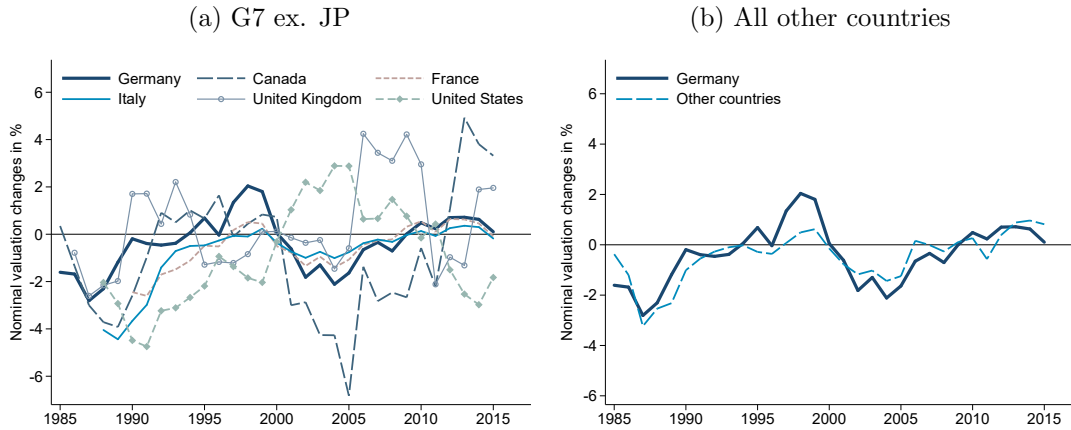 (a) G7 ex. JP
Nominal valuation changes in %
Germany Canada France
Italy United Kingdom United States
6
4
2
0
-2
-4
-6
1985 1990 1995 2000 2005 2010 2015
(b) All other countries
Nominal valuation changes in %
Germany
Other countries
6
4
2
0
-2
-4
-6
1985 1990 1995 2000 2005 2010 2015